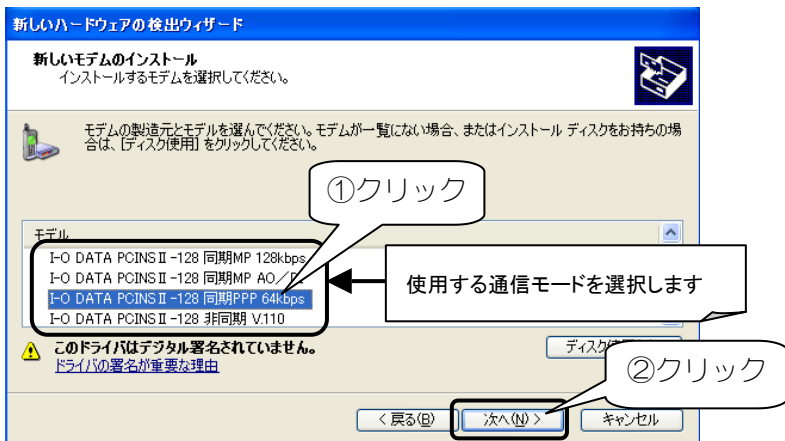 新しいハードウェアの検出ウィザード
新しいモデムのインストール
インストールするモデムを選択してください。
モデムの製造元とモデルを選んでください。モデムが一覧にない場合、またはインストール ディスクをお持ちの場
合は、[ディスク使用] をクリックしてください。
①クリック
モデル
I-O DATA PCINSⅡ-128 同期MP 128kbps
I-O DATA PCINSⅡ-128 同期MP AO/
I-O DATA PCINSⅡ-128 同期PPP 64kbps
I-O DATA PCINSⅡ-128 非同期 V.110
使用する通信モードを選択します
このドライバはデジタル署名されていません。
ドライバの署名が重要な理由
ディスク
②クリック
< 戻る(B)
次へ(N) >
キャンセル